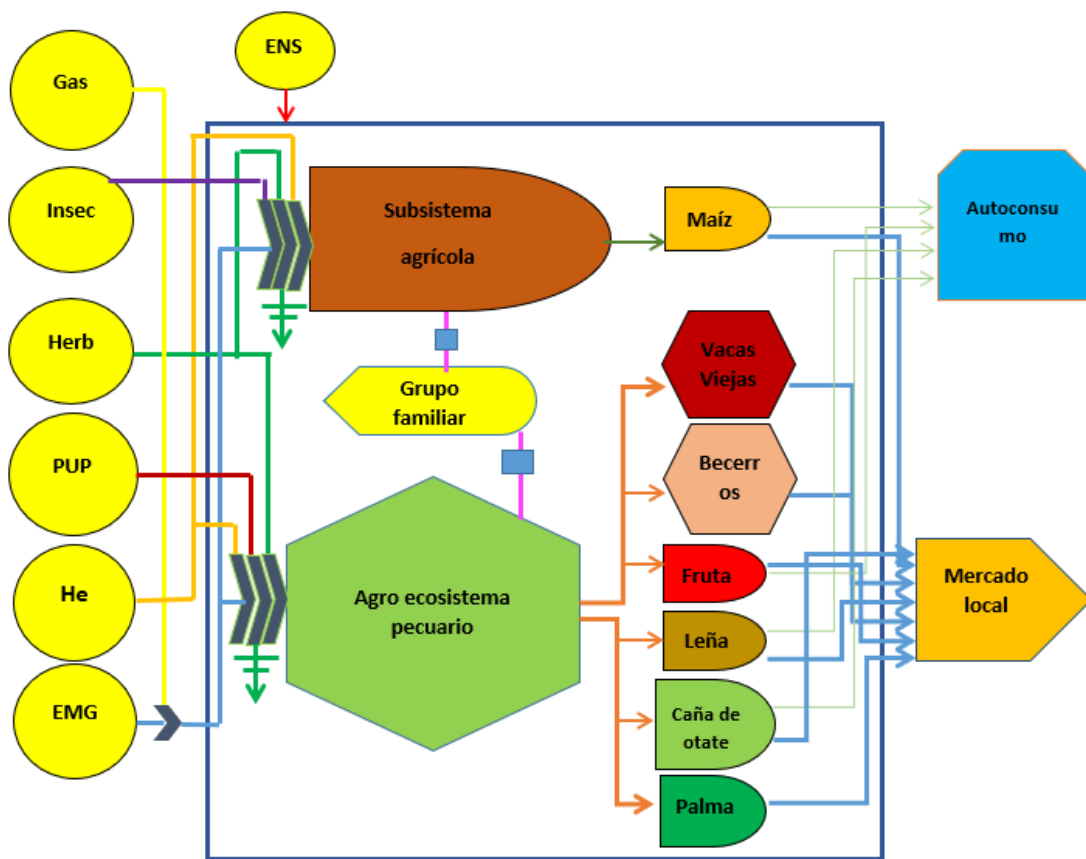 ENS
Gas
Insec
Herb
PUP
He
EMG
Subsistema
agrícola
Grupo
familiar
Agro ecosistema
pecuario
Maíz
Vacas
Viejas
Becerr
os
Fruta
Leña
Caña de
otate
Palma
Autoconsu
mo
Mercado
local